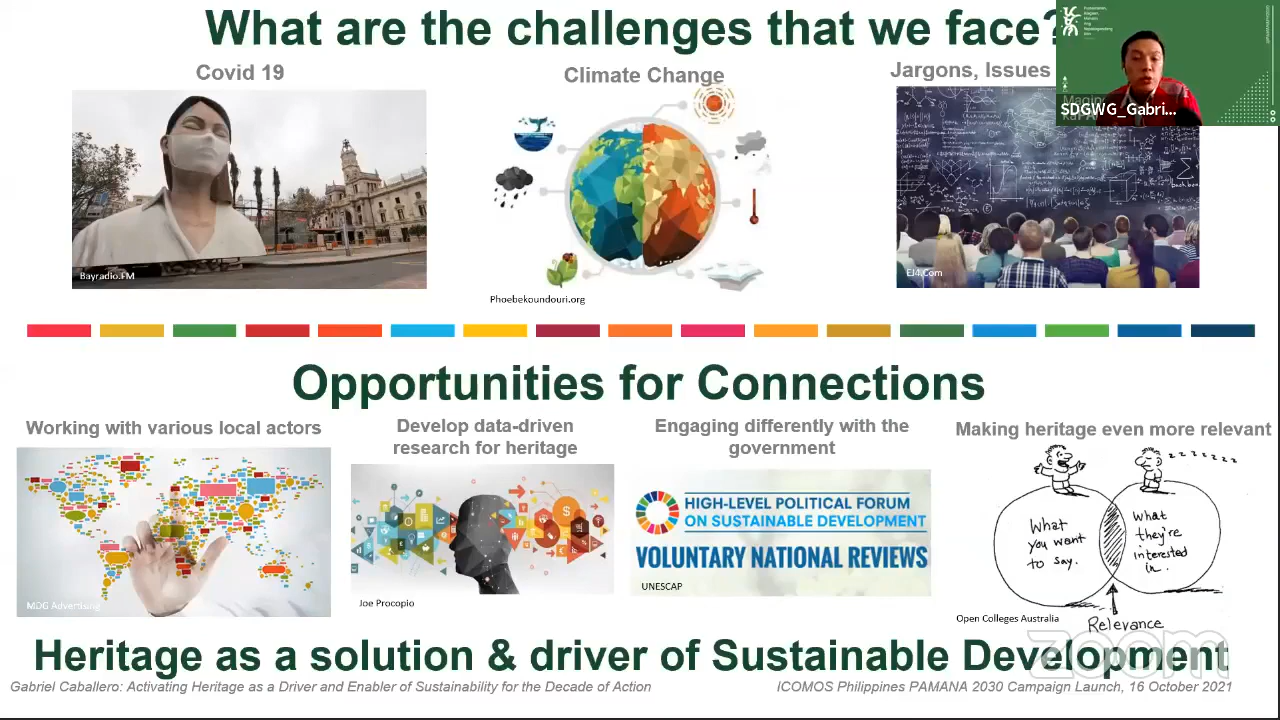 What are the challenges that we face?
Covid 19
Climate Change
Jargons, Issues
SDGWG_Gabri...
Bayradio.FM
Phoebekoundouri.org
EJ4.Com
Opportunities for Connections
Working with various local actors
Develop data-driven
research for heritage
Engaging differently with the
government
Making heritage even more relevant
HIGH-LEVEL POLITICAL FORUM
ON SUSTAINABLE DEVELOPMENT
VOLUNTARY NATIONAL REVIEWS
zzzzzzz
What
you want
to say.
What
they're
interested
in.
MDG Advertising
Joe Procopio
UNESCAP
Open Colleges Australia
Relevance
zoom
Heritage as a solution & driver of Sustainable Development
Gabriel Caballero: Activating Heritage as a Driver and Enabler of Sustainability for the Decade of Action
ICOMOS Philippines PAMANA 2030 Campaign Launch, 16 October 2021